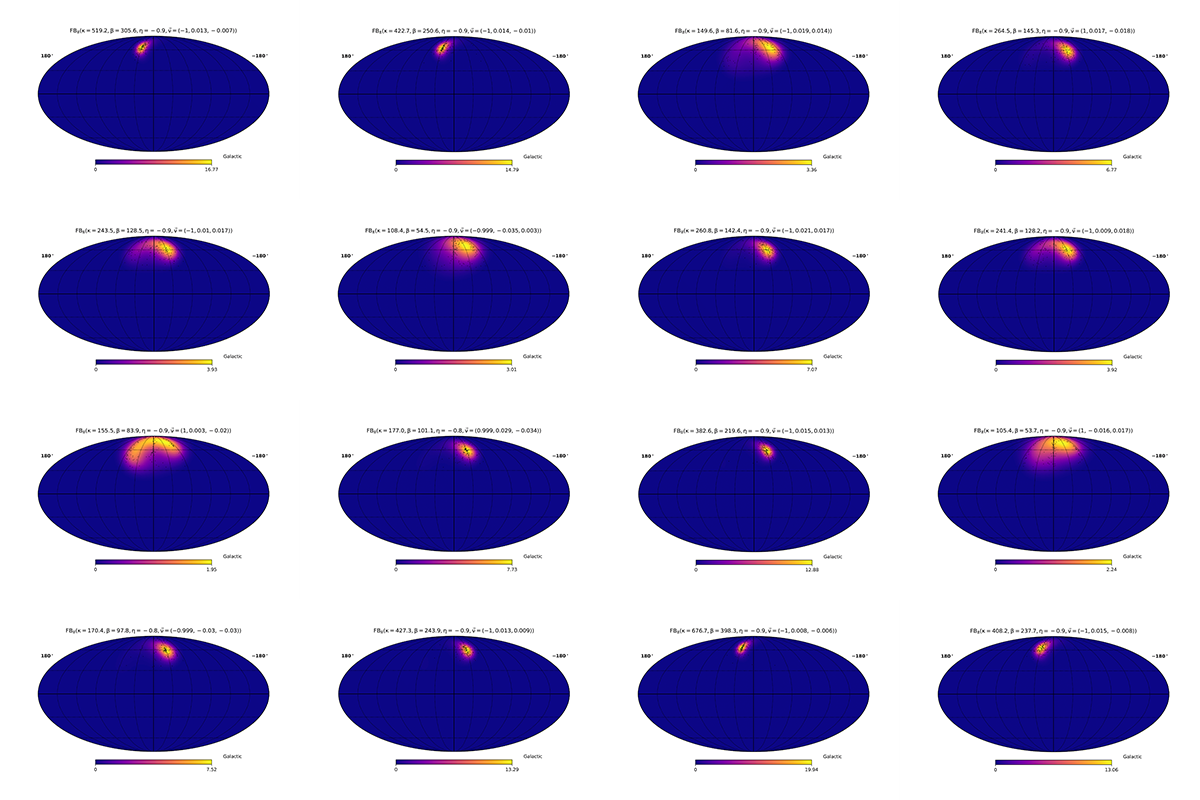 FB₈(κ = 519.2, β = 305.6, η = −0.9, ν⃗ = (−1, 0.013, −0.007))
180°
−180°
Galactic
0 16.77
FB₈(κ = 422.7, β = 250.6, η = −0.9, ν⃗ = (−1, 0.014, −0.01))
180°
−180°
Galactic
0 14.79
FB₈(κ = 149.6, β = 81.6, η = −0.9, ν⃗ = (−1, 0.019, 0.014))
180°
−180°
Galactic
0 3.36
FB₈(κ = 264.5, β = 145.3, η = −0.9, ν⃗ = (1, 0.017, −0.018))
180°
−180°
Galactic
0 6.77
FB₈(κ = 243.5, β = 128.5, η = −0.9, ν⃗ = (−1, 0.01, 0.017))
180°
−180°
Galactic
0 3.93
FB₈(κ = 108.4, β = 54.5, η = −0.9, ν⃗ = (−0.999, −0.035, 0.003))
180°
−180°
Galactic
0 3.01
FB₈(κ = 260.8, β = 142.4, η = −0.9, ν⃗ = (−1, 0.021, 0.017))
180°
−180°
Galactic
0 7.07
FB₈(κ = 241.4, β = 128.2, η = −0.9, ν⃗ = (−1, 0.009, 0.018))
180°
−180°
Galactic
0 3.92
FB₈(κ = 155.5, β = 83.9, η = −0.9, ν⃗ = (1, 0.003, −0.02))
180°
−180°
Galactic
0 1.95
FB₈(κ = 177.0, β = 101.1, η = −0.8, ν⃗ = (0.999, 0.029, −0.034))
180°
−180°
Galactic
0 7.73
FB₈(κ = 382.6, β = 219.6, η = −0.9, ν⃗ = (−1, 0.015, 0.013))
180°
−180°
Galactic
0 12.88
FB₈(κ = 105.4, β = 53.7, η = −0.9, ν⃗ = (1, −0.016, 0.017))
180°
−180°
Galactic
0 2.24
FB₈(κ = 170.4, β = 97.8, η = −0.8, ν⃗ = (−0.999, −0.03, −0.03))
180°
−180°
Galactic
0 7.52
FB₈(κ = 427.3, β = 243.9, η = −0.9, ν⃗ = (−1, 0.013, 0.009))
180°
−180°
Galactic
0 13.29
FB₈(κ = 676.7, β = 398.3, η = −0.9, ν⃗ = (−1, 0.008, −0.006))
180°
−180°
Galactic
0 19.94
FB₈(κ = 408.2, β = 237.7, η = −0.9, ν⃗ = (−1, 0.015, −0.008))
180°
−180°
Galactic
0 13.06